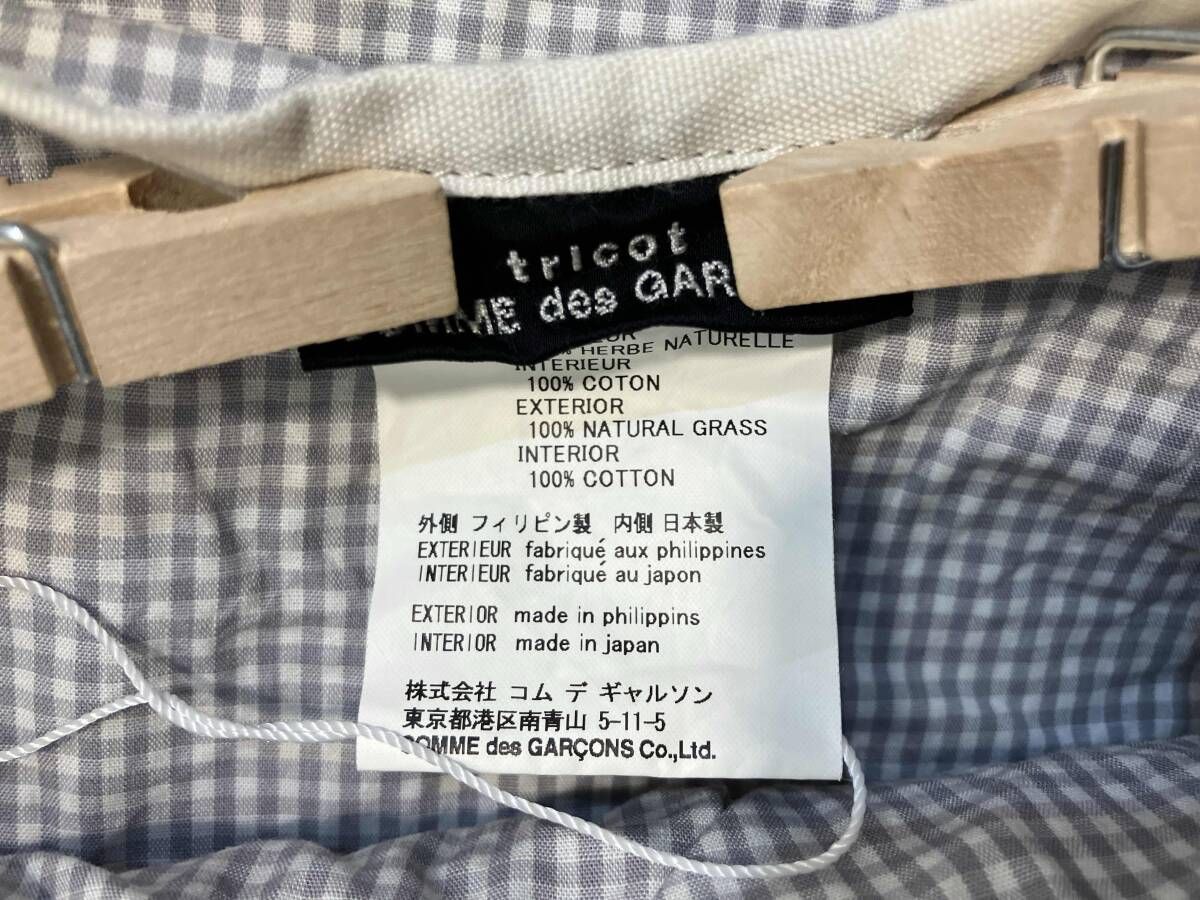 tricot
COMME des GAR
HERBE NATURELLE
INTERIEUR
100% COTON
EXTERIOR
100% NATURAL GRASS
INTERIOR
100% COTTON
外側 フィリピン製 内側 日本製
EXTERIEUR fabriqué aux philippines
INTERIEUR fabriqué au japon
EXTERIOR made in philippins
INTERIOR made in japan
株式会社 コム デ ギャルソン
東京都港区南青山 5-11-5
COMME des GARÇONS Co.,Ltd.